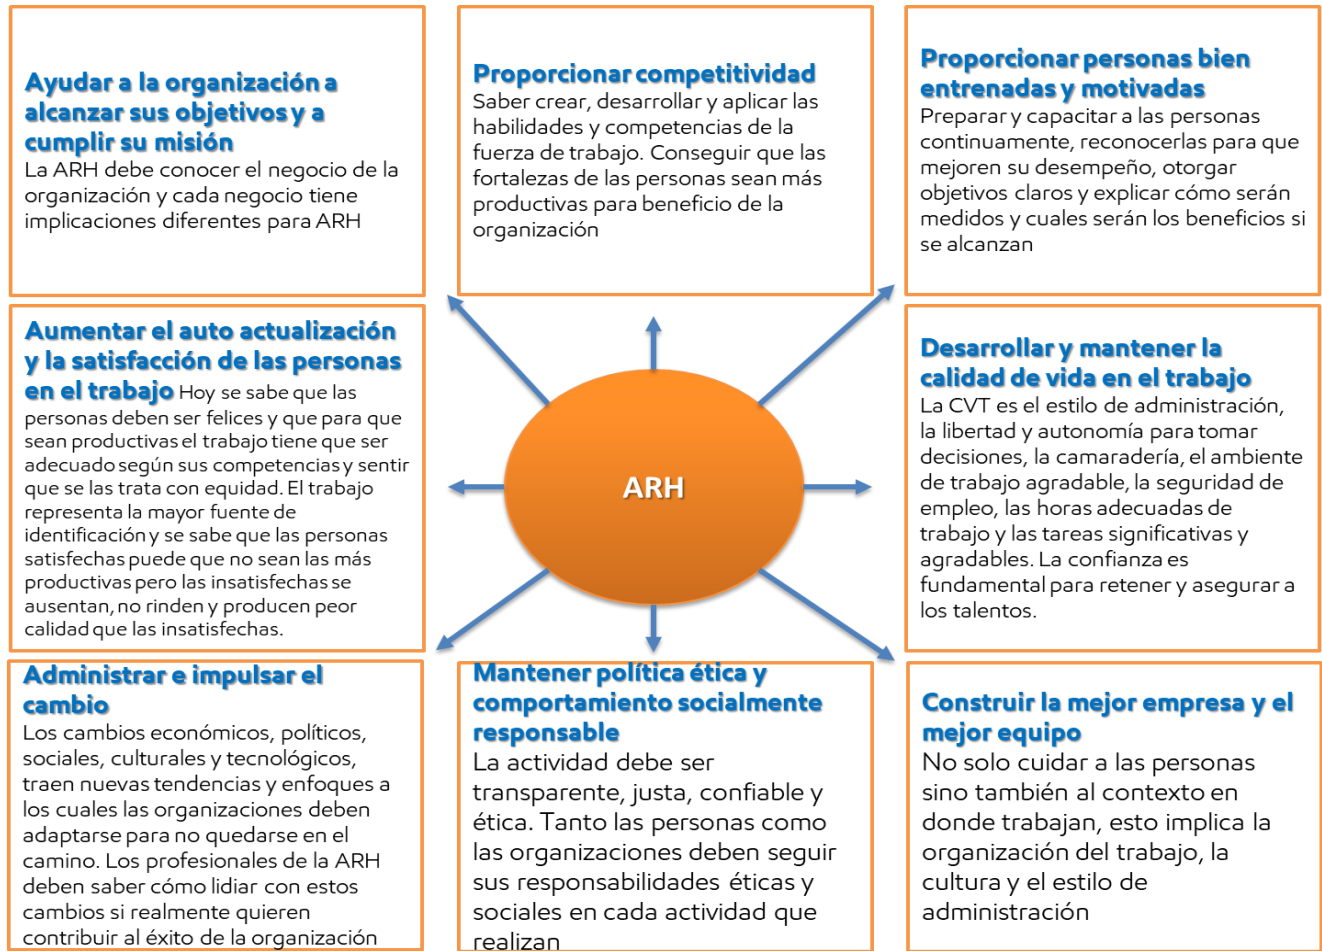 Ayudar a la organización a
alcanzar sus objetivos y a
cumplir su misión
La ARH debe conocer el negocio de la
organización y cada negocio tiene
implicaciones diferentes para ARH
Proporcionar competitividad
Saber crear, desarrollar y aplicar las
habilidades y competencias de la
fuerza de trabajo. Conseguir que las
fortalezas de las personas sean más
productivas para beneficio de la
organización
Proporcionar personas bien
entrenadas y motivadas
Preparar y capacitar a las personas
continuamente, reconocerlas para que
mejoren su desempeño, otorgar
objetivos claros y explicar cómo serán
medidos y cuales serán los beneficios si
se alcanzan
Aumentar el auto actualización
y la satisfacción de las personas
en el trabajo Hoy se sabe que las
personas deben ser felices y que para que
sean productivas el trabajo tiene que ser
adecuado según sus competencias y sentir
que se las trata con equidad. El trabajo
representa la mayor fuente de
identificación y se sabe que las personas
satisfechas puede que no sean las más
productivas pero las insatisfechas se
ausentan, no rinden y producen peor
calidad que las insatisfechas.
ARH
Desarrollar y mantener la
calidad de vida en el trabajo
La CVT es el estilo de administración,
la libertad y autonomía para tomar
decisiones, la camaradería, el ambiente
de trabajo agradable, la seguridad de
empleo, las horas adecuadas de
trabajo y las tareas significativas y
agradables. La confianza es
fundamental para retener y asegurar a
los talentos.
Administrar e impulsar el
cambio
Los cambios económicos, políticos,
sociales, culturales y tecnológicos,
traen nuevas tendencias y enfoques a
los cuales las organizaciones deben
adaptarse para no quedarse en el
camino. Los profesionales de la ARH
deben saber cómo lidiar con estos
cambios si realmente quieren
contribuir al éxito de la organización
Mantener política ética y
comportamiento socialmente
responsable
La actividad debe ser
transparente, justa, confiable y
ética. Tanto las personas como
las organizaciones deben seguir
sus responsabilidades éticas y
sociales en cada actividad que
realizan
Construir la mejor empresa y el
mejor equipo
No solo cuidar a las personas
sino también al contexto en
donde trabajan, esto implica la
organización del trabajo, la
cultura y el estilo de
administración